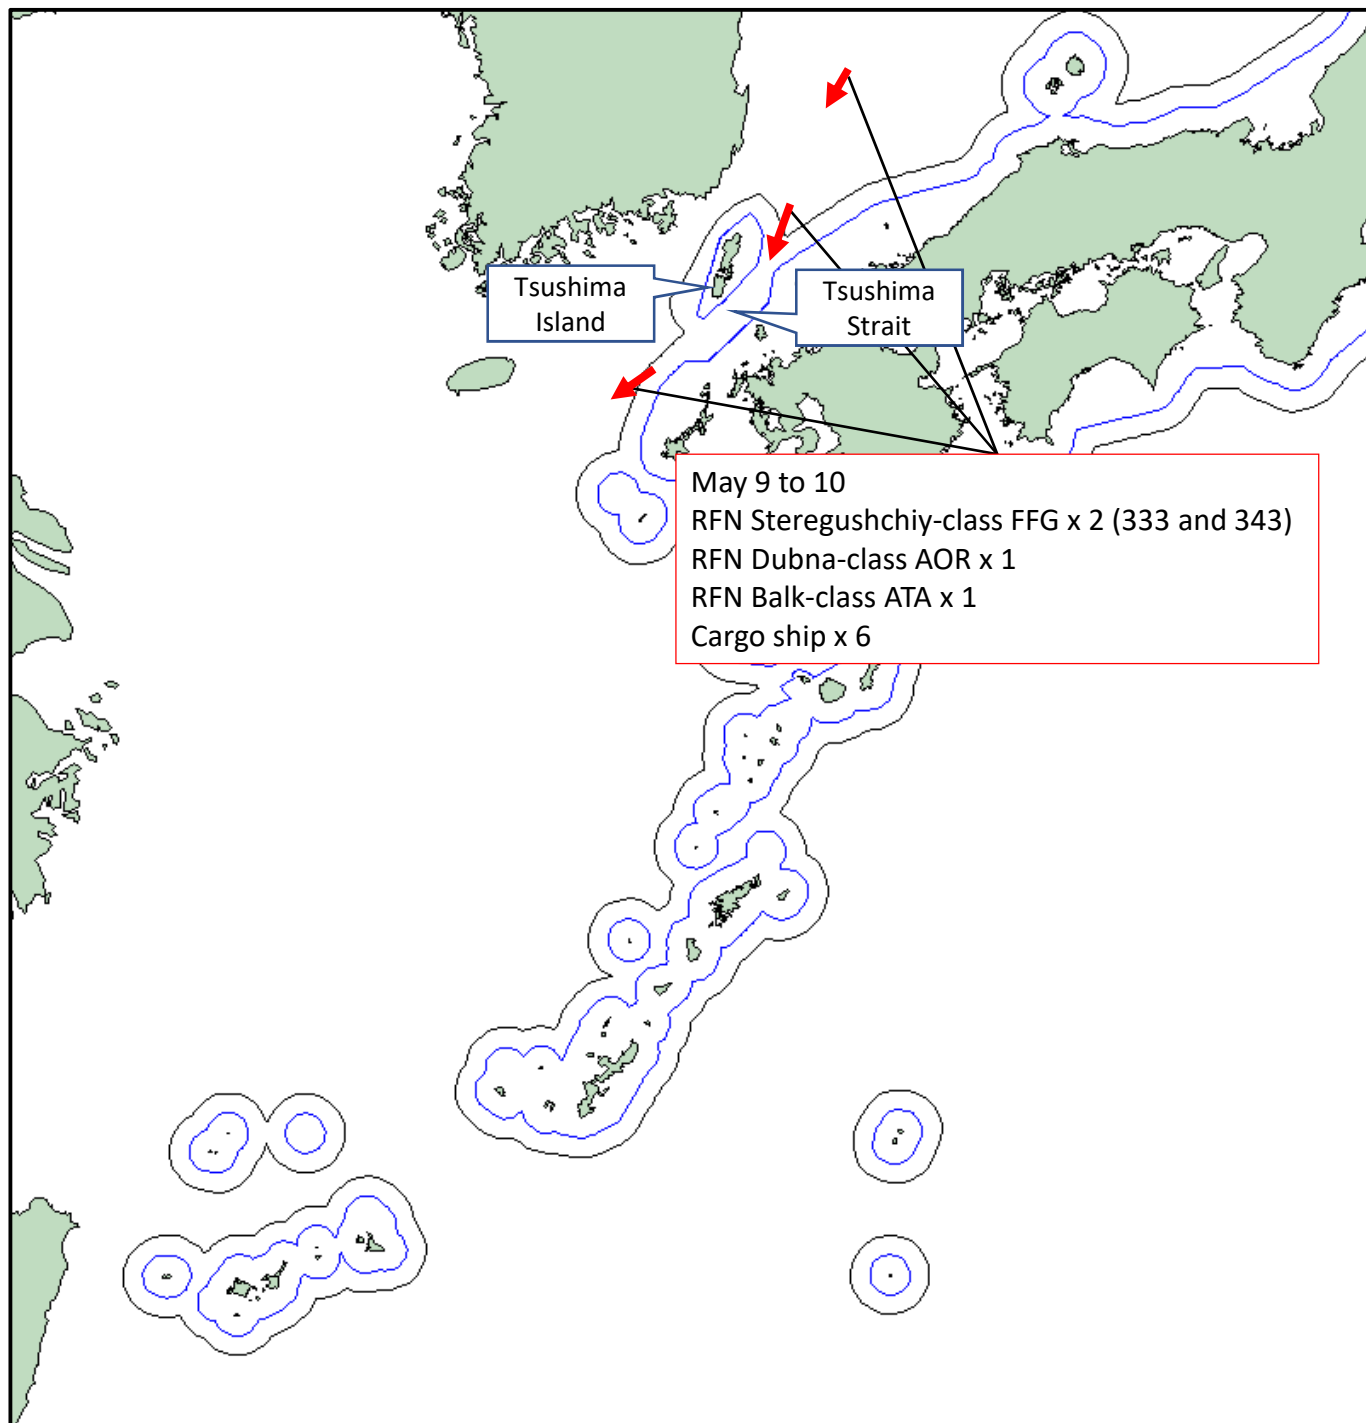 Tsushima
Island
Tsushima
Strait
May 9 to 10
RFN Steregushchiy-class FFG x 2 (333 and 343)
RFN Dubna-class AOR x 1
RFN Balk-class ATA x 1
Cargo ship x 6